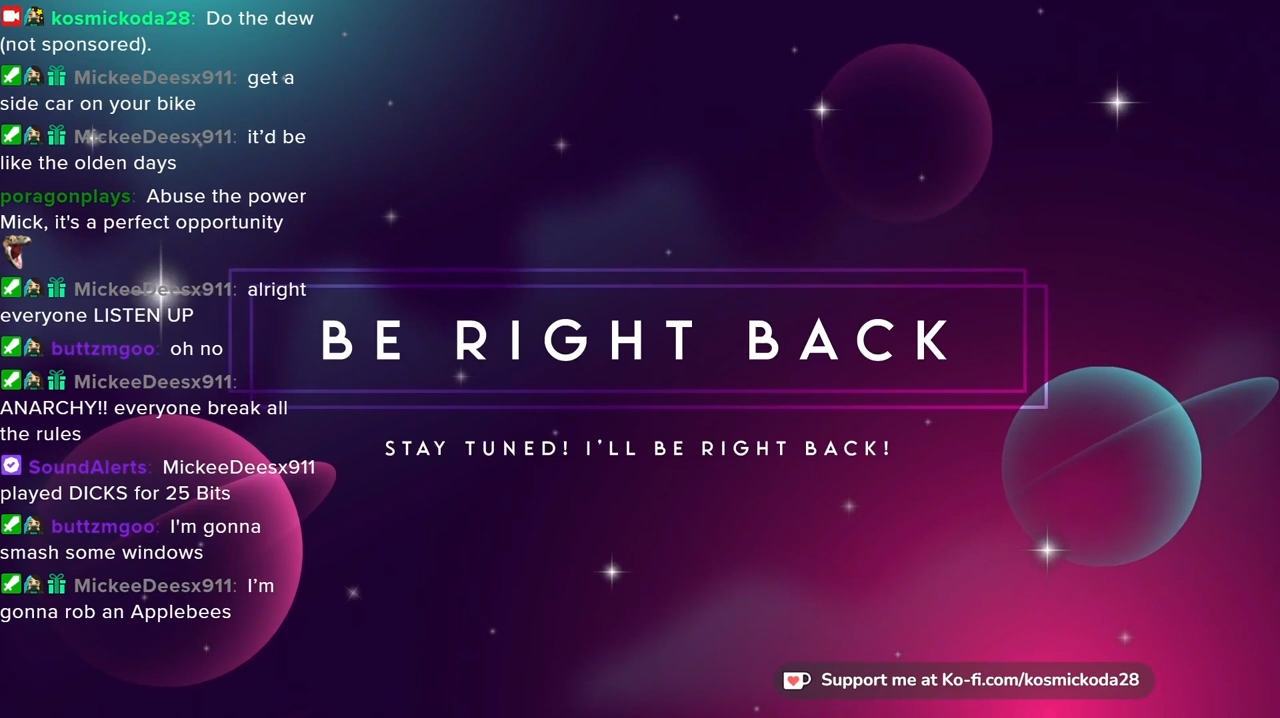 kosmickoda28: Do the dew
(not sponsored).
MickeeDeesx911: get a
side car on your bike
MickeeDeesx911: it'd be
like the olden days
poragonplays: Abuse the power
Mick, it's a perfect opportunity
MickeeDeesx911: alright
everyone LISTEN UP
buttzmgoo: oh no
MickeeDeesx911:
ANARCHY!! everyone break all
the rules
SoundAlerts: MickeeDeesx911
played DICKS for 25 Bits
buttzmgoo: I'm gonna
smash some windows
MickeeDeesx911: I'm
gonna rob an Applebees
BE RIGHT BACK
STAY TUNED! I'LL BE RIGHT BACK!
Support me at Ko-fi.com/kosmickoda28